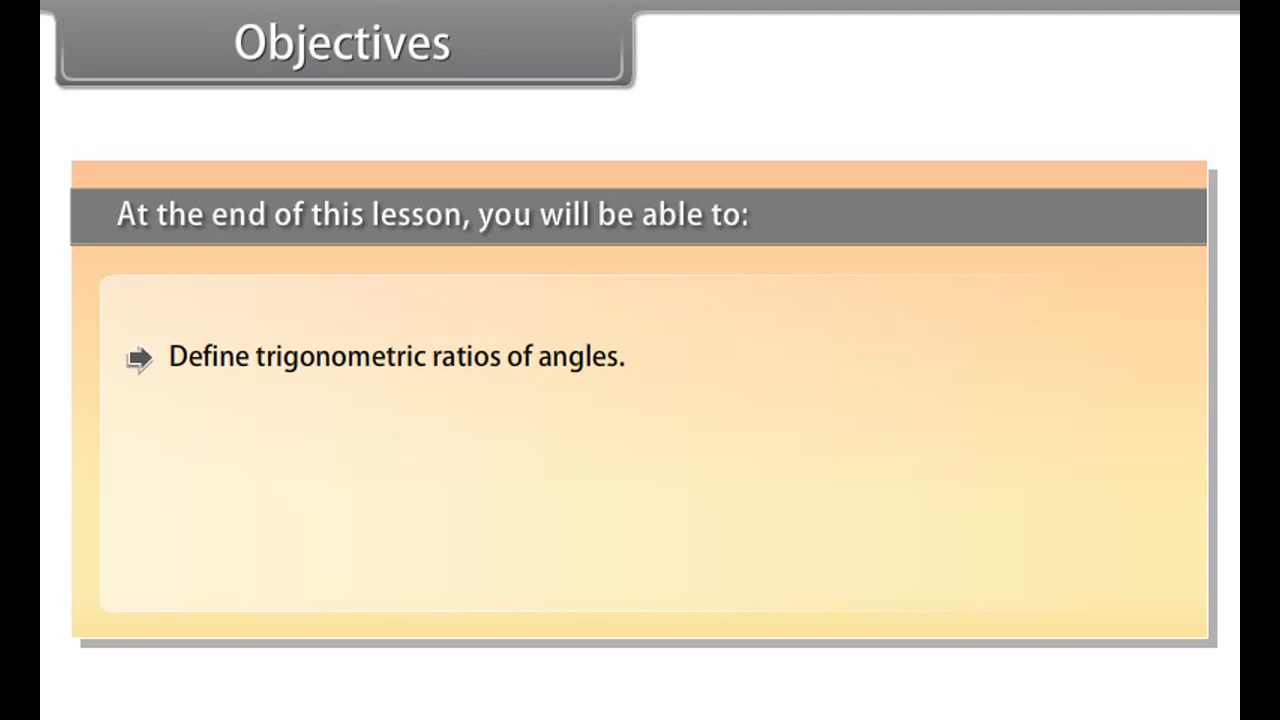 Objectives
At the end of this lesson, you will be able to:
Define trigonometric ratios of angles.